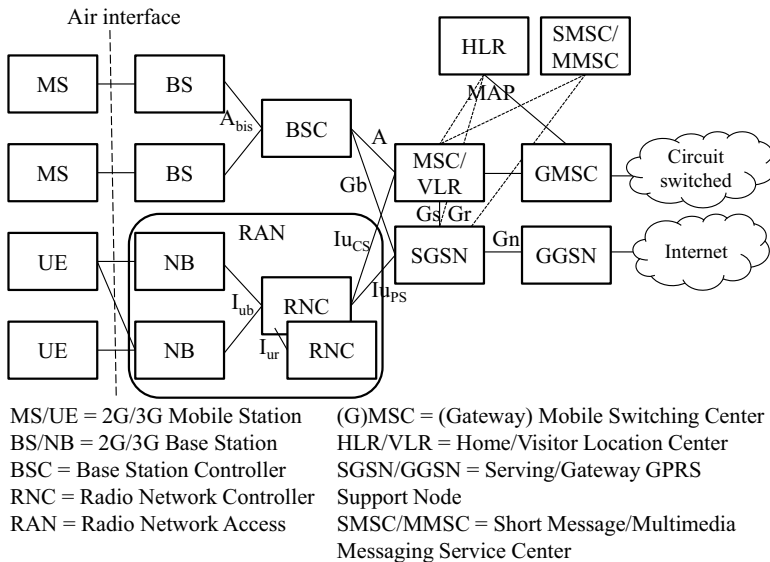 Air interface
MS
BS
A_bis
BSC
HLR
SMSC/
MMSC
MAP
A
MSC/
VLR
GMSC
Circuit
switched
MS
BS
Gb
Gs
Gr
RAN
Iu_CS
UE
NB
SGSN
Gn
GGSN
Internet
I_ub
RNC
Iu_PS
UE
NB
I_ur
RNC
MS/UE = 2G/3G Mobile Station
BS/NB = 2G/3G Base Station
BSC = Base Station Controller
RNC = Radio Network Controller
RAN = Radio Network Access
(G)MSC = (Gateway) Mobile Switching Center
HLR/VLR = Home/Visitor Location Center
SGSN/GGSN = Serving/Gateway GPRS
Support Node
SMSC/MMSC = Short Message/Multimedia
Messaging Service Center